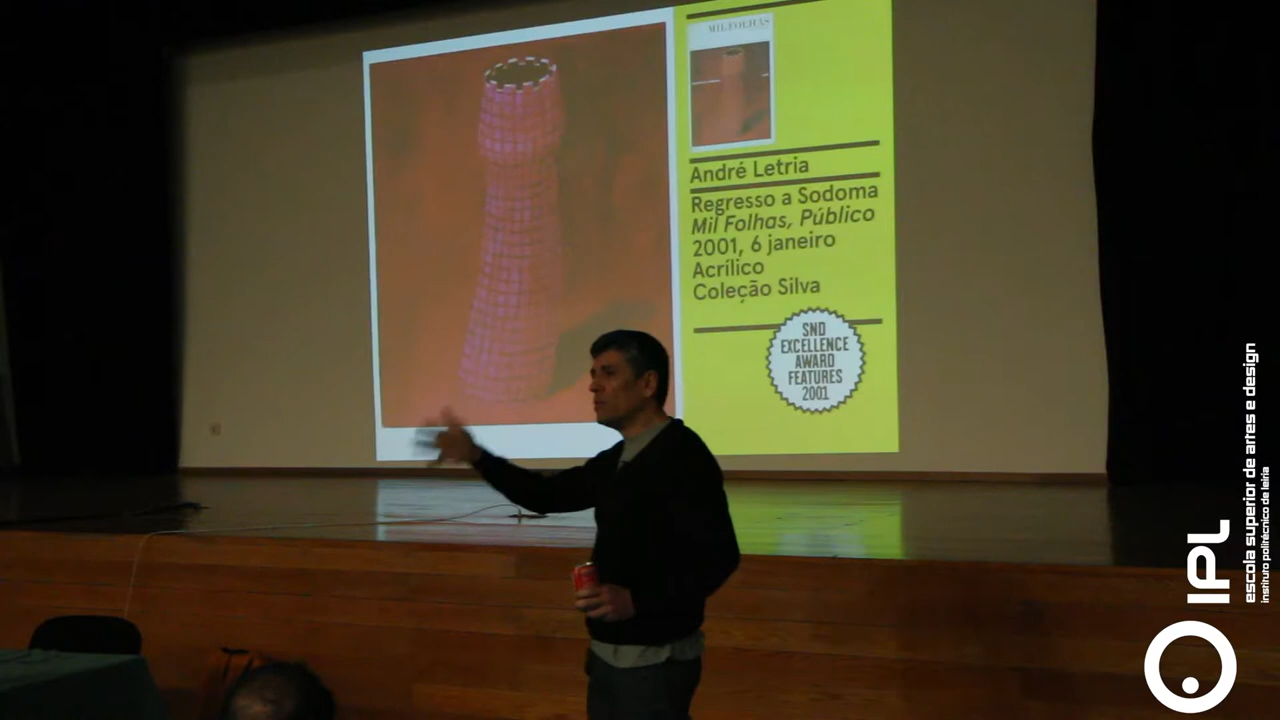 MIL FOLHAS
André Letria
Regresso a Sodoma
Mil Folhas, Público
2001, 6 janeiro
Acrílico
Coleção Silva
SND
EXCELLENCE
AWARD
FEATURES
2001
IPL
escola superior de artes e design
instituto politécnico de leiria